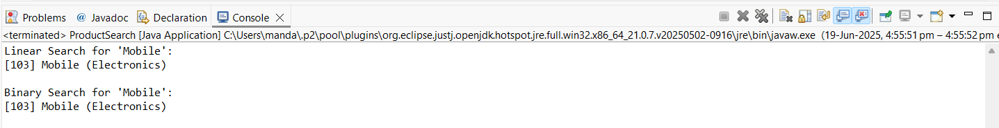 Problems @ Javadoc Declaration Console
<terminated> ProductSearch [Java Application] C:\Users\manda\.p2\pool\plugins\org.eclipse.justj.openjdk.hotspot.jre.full.win32.x86_64_21.0.7.v20250502-0916\jre\bin\javaw.exe (19-Jun-2025, 4:55:51 pm – 4:55:52 pm e
Linear Search for 'Mobile':
[103] Mobile (Electronics)
Binary Search for 'Mobile':
[103] Mobile (Electronics)